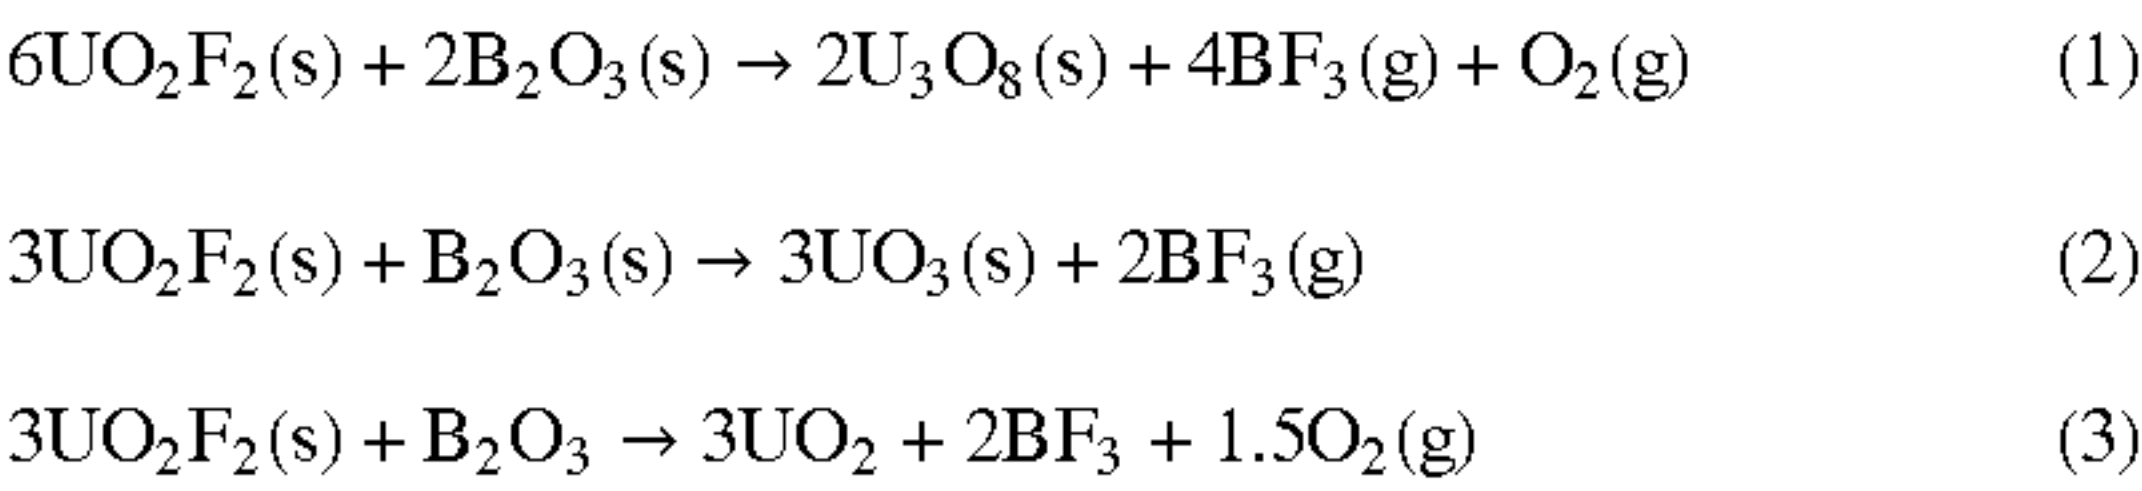 6UO₂F₂(s) + 2B₂O₃(s) → 2U₃O₈(s) + 4BF₃(g) + O₂(g) (1)
3UO₂F₂(s) + B₂O₃(s) → 3UO₃(s) + 2BF₃(g) (2)
3UO₂F₂(s) + B₂O₃ → 3UO₂ + 2BF₃ + 1.5O₂(g) (3)